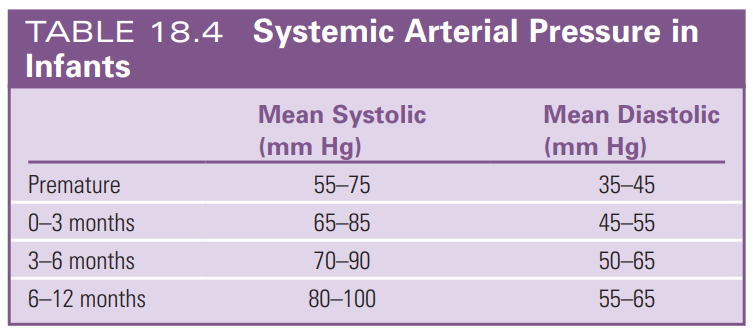 TABLE 18.4 Systemic Arterial Pressure in
Infants
Mean Systolic Mean Diastolic
(mm Hg) (mm Hg)
Premature 55–75 35–45
0–3 months 65–85 45–55
3–6 months 70–90 50–65
6–12 months 80–100 55–65